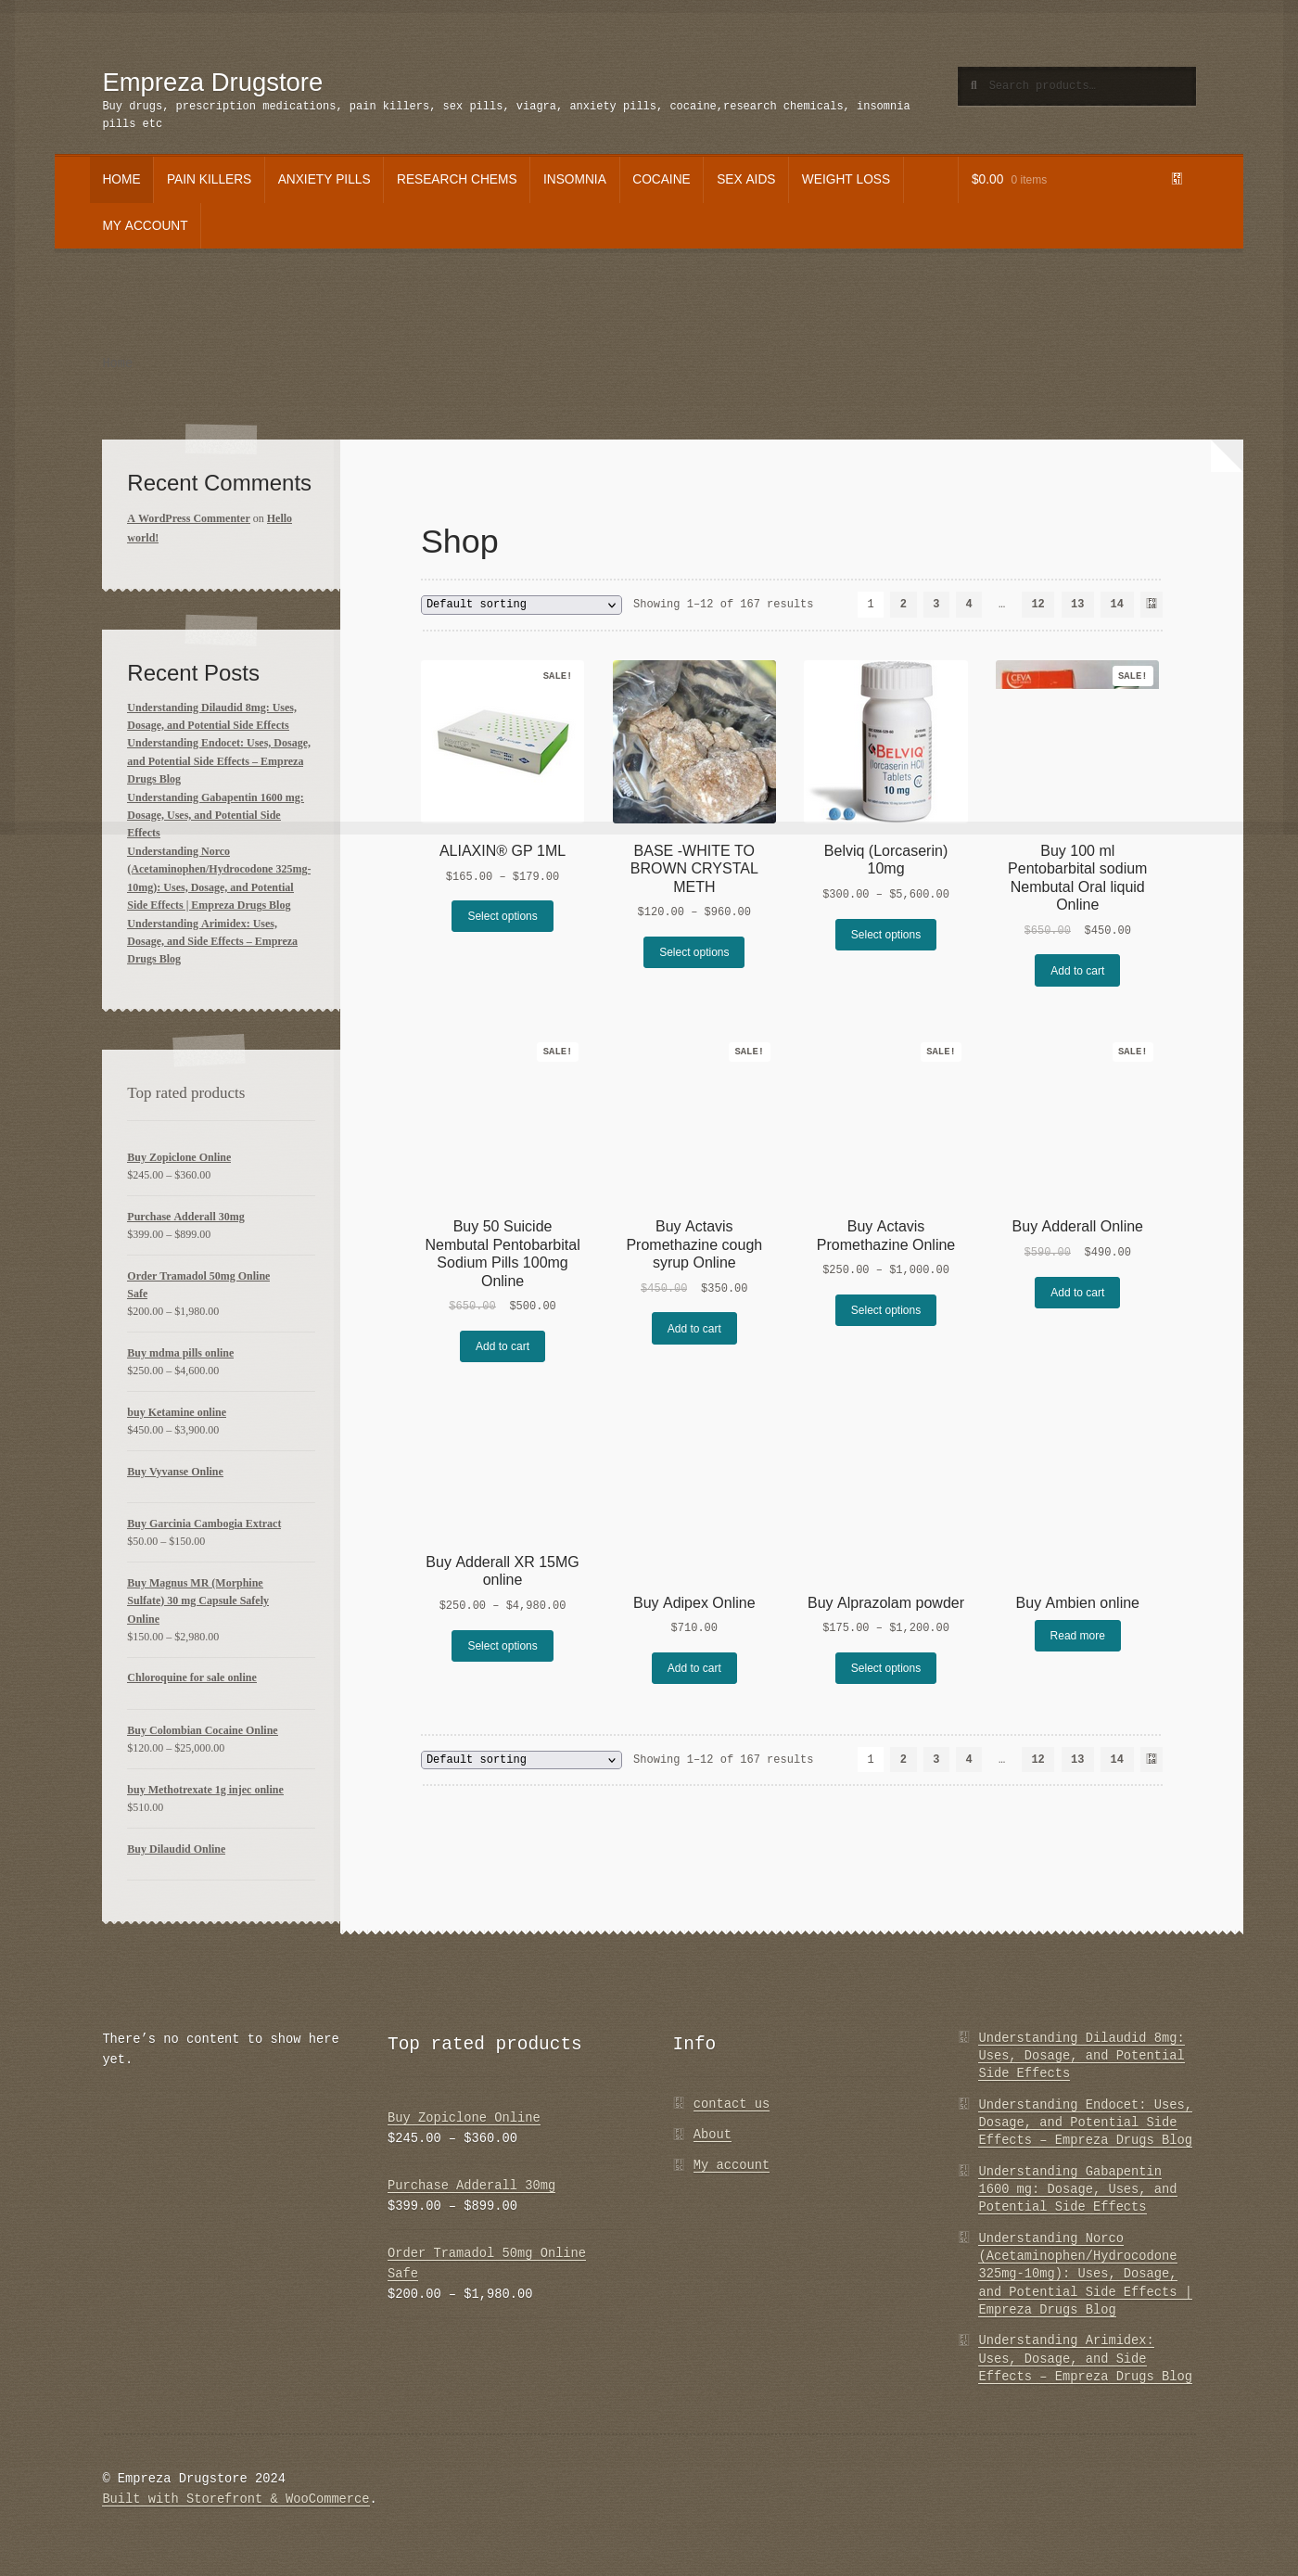 Empreza Drugstore
Buy drugs, prescription medications, pain killers, sex pills, viagra, anxiety pills, cocaine,research chemicals, insomnia
pills etc
Search products…
HOME
PAIN KILLERS
ANXIETY PILLS
RESEARCH CHEMS
INSOMNIA
COCAINE
SEX AIDS
WEIGHT LOSS
$0.00 0 items
MY ACCOUNT
Recent Comments
A WordPress Commenter on Hello
world!
Recent Posts
Understanding Dilaudid 8mg: Uses,
Dosage, and Potential Side Effects
Understanding Endocet: Uses, Dosage,
and Potential Side Effects – Empreza
Drugs Blog
Understanding Gabapentin 1600 mg:
Dosage, Uses, and Potential Side
Effects
Understanding Norco
(Acetaminophen/Hydrocodone 325mg-
10mg): Uses, Dosage, and Potential
Side Effects | Empreza Drugs Blog
Understanding Arimidex: Uses,
Dosage, and Side Effects – Empreza
Drugs Blog
Top rated products
Buy Zopiclone Online
$245.00 – $360.00
Purchase Adderall 30mg
$399.00 – $899.00
Order Tramadol 50mg Online
Safe
$200.00 – $1,980.00
Buy mdma pills online
$250.00 – $4,600.00
buy Ketamine online
$450.00 – $3,900.00
Buy Vyvanse Online
Buy Garcinia Cambogia Extract
$50.00 – $150.00
Buy Magnus MR (Morphine
Sulfate) 30 mg Capsule Safely
Online
$150.00 – $2,980.00
Chloroquine for sale online
Buy Colombian Cocaine Online
$120.00 – $25,000.00
buy Methotrexate 1g injec online
$510.00
Buy Dilaudid Online
Shop
Default sorting
Showing 1–12 of 167 results
1 2 3 4 … 12 13 14
SALE!
ALIAXIN® GP 1ML
$165.00 – $179.00
Select options
BASE -WHITE TO
BROWN CRYSTAL
METH
$120.00 – $960.00
Select options
BELVIQ
(lorcaserin HCl)
Tablets
10 mg
Belviq (Lorcaserin)
10mg
$300.00 – $5,600.00
Select options
CEVA
SALE!
Buy 100 ml
Pentobarbital sodium
Nembutal Oral liquid
Online
$650.00 $450.00
Add to cart
SALE!
Buy 50 Suicide
Nembutal Pentobarbital
Sodium Pills 100mg
Online
$650.00 $500.00
Add to cart
SALE!
Buy Actavis
Promethazine cough
syrup Online
$450.00 $350.00
Add to cart
SALE!
Buy Actavis
Promethazine Online
$250.00 – $1,000.00
Select options
SALE!
Buy Adderall Online
$590.00 $490.00
Add to cart
Buy Adderall XR 15MG
online
$250.00 – $4,980.00
Select options
Buy Adipex Online
$710.00
Add to cart
Buy Alprazolam powder
$175.00 – $1,200.00
Select options
Buy Ambien online
Read more
Default sorting
Showing 1–12 of 167 results
1 2 3 4 … 12 13 14
There’s no content to show here
yet.
Top rated products
Buy Zopiclone Online
$245.00 – $360.00
Purchase Adderall 30mg
$399.00 – $899.00
Order Tramadol 50mg Online
Safe
$200.00 – $1,980.00
Info
contact us
About
My account
Understanding Dilaudid 8mg:
Uses, Dosage, and Potential
Side Effects
Understanding Endocet: Uses,
Dosage, and Potential Side
Effects – Empreza Drugs Blog
Understanding Gabapentin
1600 mg: Dosage, Uses, and
Potential Side Effects
Understanding Norco
(Acetaminophen/Hydrocodone
325mg-10mg): Uses, Dosage,
and Potential Side Effects |
Empreza Drugs Blog
Understanding Arimidex:
Uses, Dosage, and Side
Effects – Empreza Drugs Blog
© Empreza Drugstore 2024
Built with Storefront & WooCommerce.